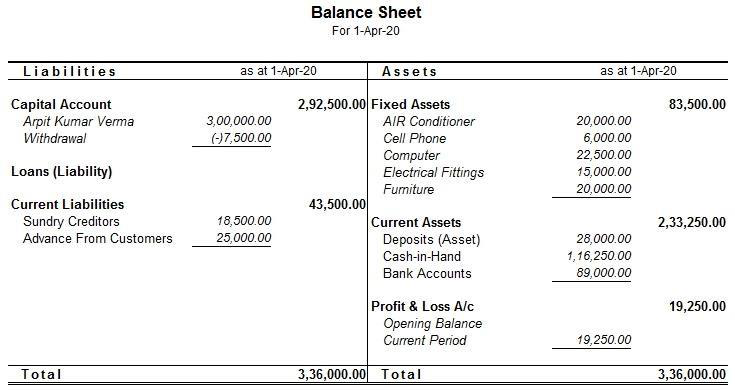 Balance Sheet
For 1-Apr-20
Liabilities as at 1-Apr-20 Assets as at 1-Apr-20
Capital Account 2,92,500.00 Fixed Assets 83,500.00
Arpit Kumar Verma 3,00,000.00 AIR Conditioner 20,000.00
Withdrawal (-)7,500.00 Cell Phone 6,000.00
Computer 22,500.00
Loans (Liability) Electrical Fittings 15,000.00
Furniture 20,000.00
Current Liabilities 43,500.00
Sundry Creditors 18,500.00 Current Assets 2,33,250.00
Advance From Customers 25,000.00 Deposits (Asset) 28,000.00
Cash-in-Hand 1,16,250.00
Bank Accounts 89,000.00
Profit & Loss A/c 19,250.00
Opening Balance
Current Period 19,250.00
Total 3,36,000.00 Total 3,36,000.00